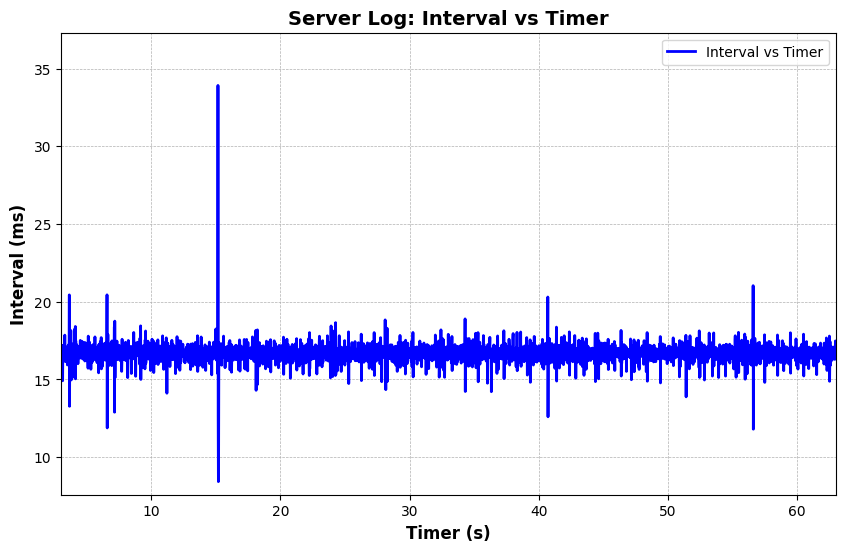 Server Log: Interval vs Timer
Interval vs Timer
Interval (ms)
35
30
25
20
15
10
10 20 30 40 50 60
Timer (s)